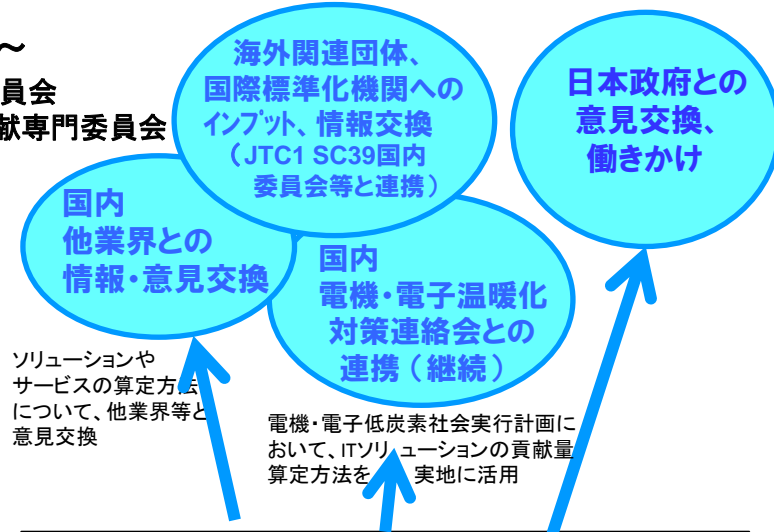 ～
員会
献専門委員会
海外関連団体、
国際標準化機関への
インプット、情報交換
（JTC1 SC39国内
委員会等と連携）
日本政府との
意見交換、
働きかけ
国内
他業界との
情報・意見交換
国内
電機・電子温暖化
対策連絡会との
連携（継続）
ソリューションや
サービスの算定方法
について、他業界等と
意見交換
電機・電子低炭素社会実行計画に
おいて、ITソリューションの貢献量
算定方法を 実地に活用